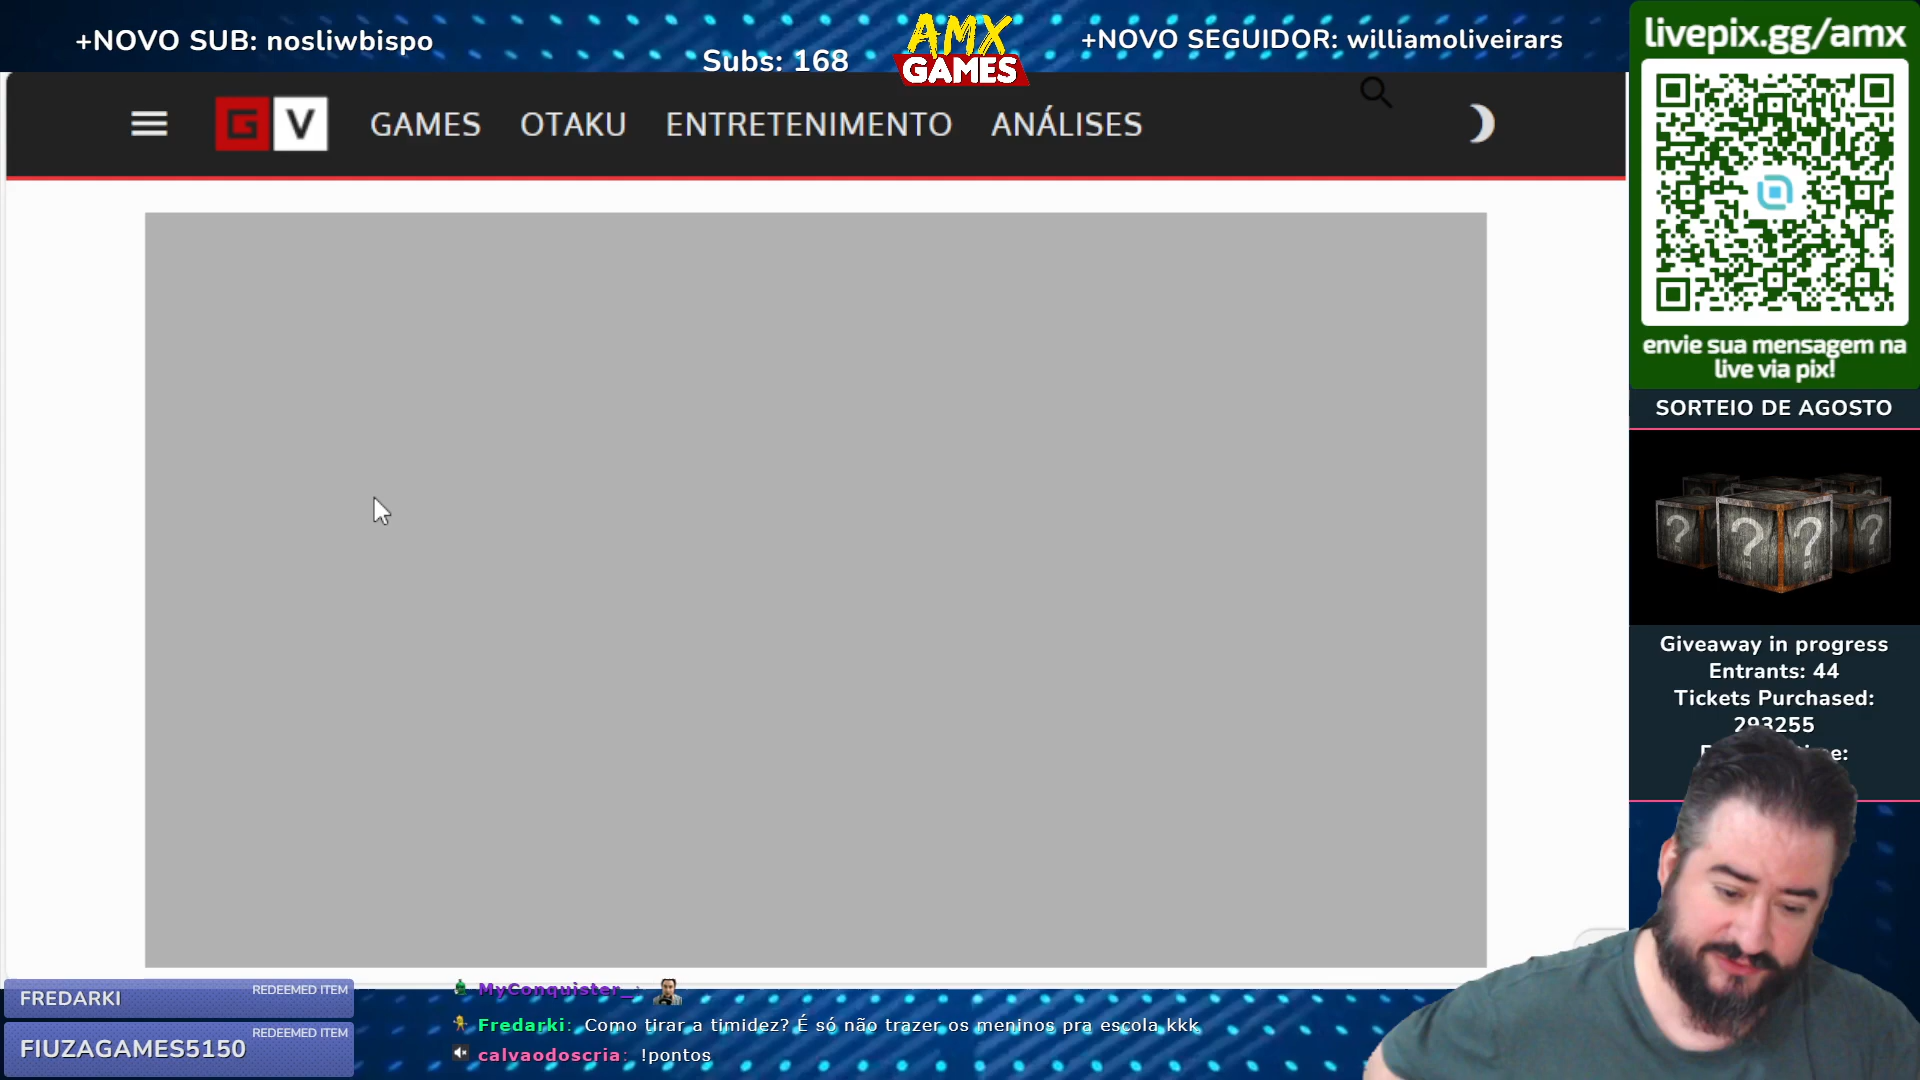 +NOVO SUB: nosliwbispo
Subs: 168
AMX
GAMES
+NOVO SEGUIDOR: williamoliveirars
livepix.gg/amx
G V GAMES OTAKU ENTRETENIMENTO ANÁLISES
envie sua mensagem na
live via pix!
SORTEIO DE AGOSTO
? ? ? ?
Giveaway in progress
Entrants: 44
Tickets Purchased:
293255
FREDARKI REDEEMED ITEM
FIUZAGAMES5150 REDEEMED ITEM
MyConquister_:
Fredarki: Como tirar a timidez? É só não trazer os meninos pra escola kkk
calvaodoscria: !pontos